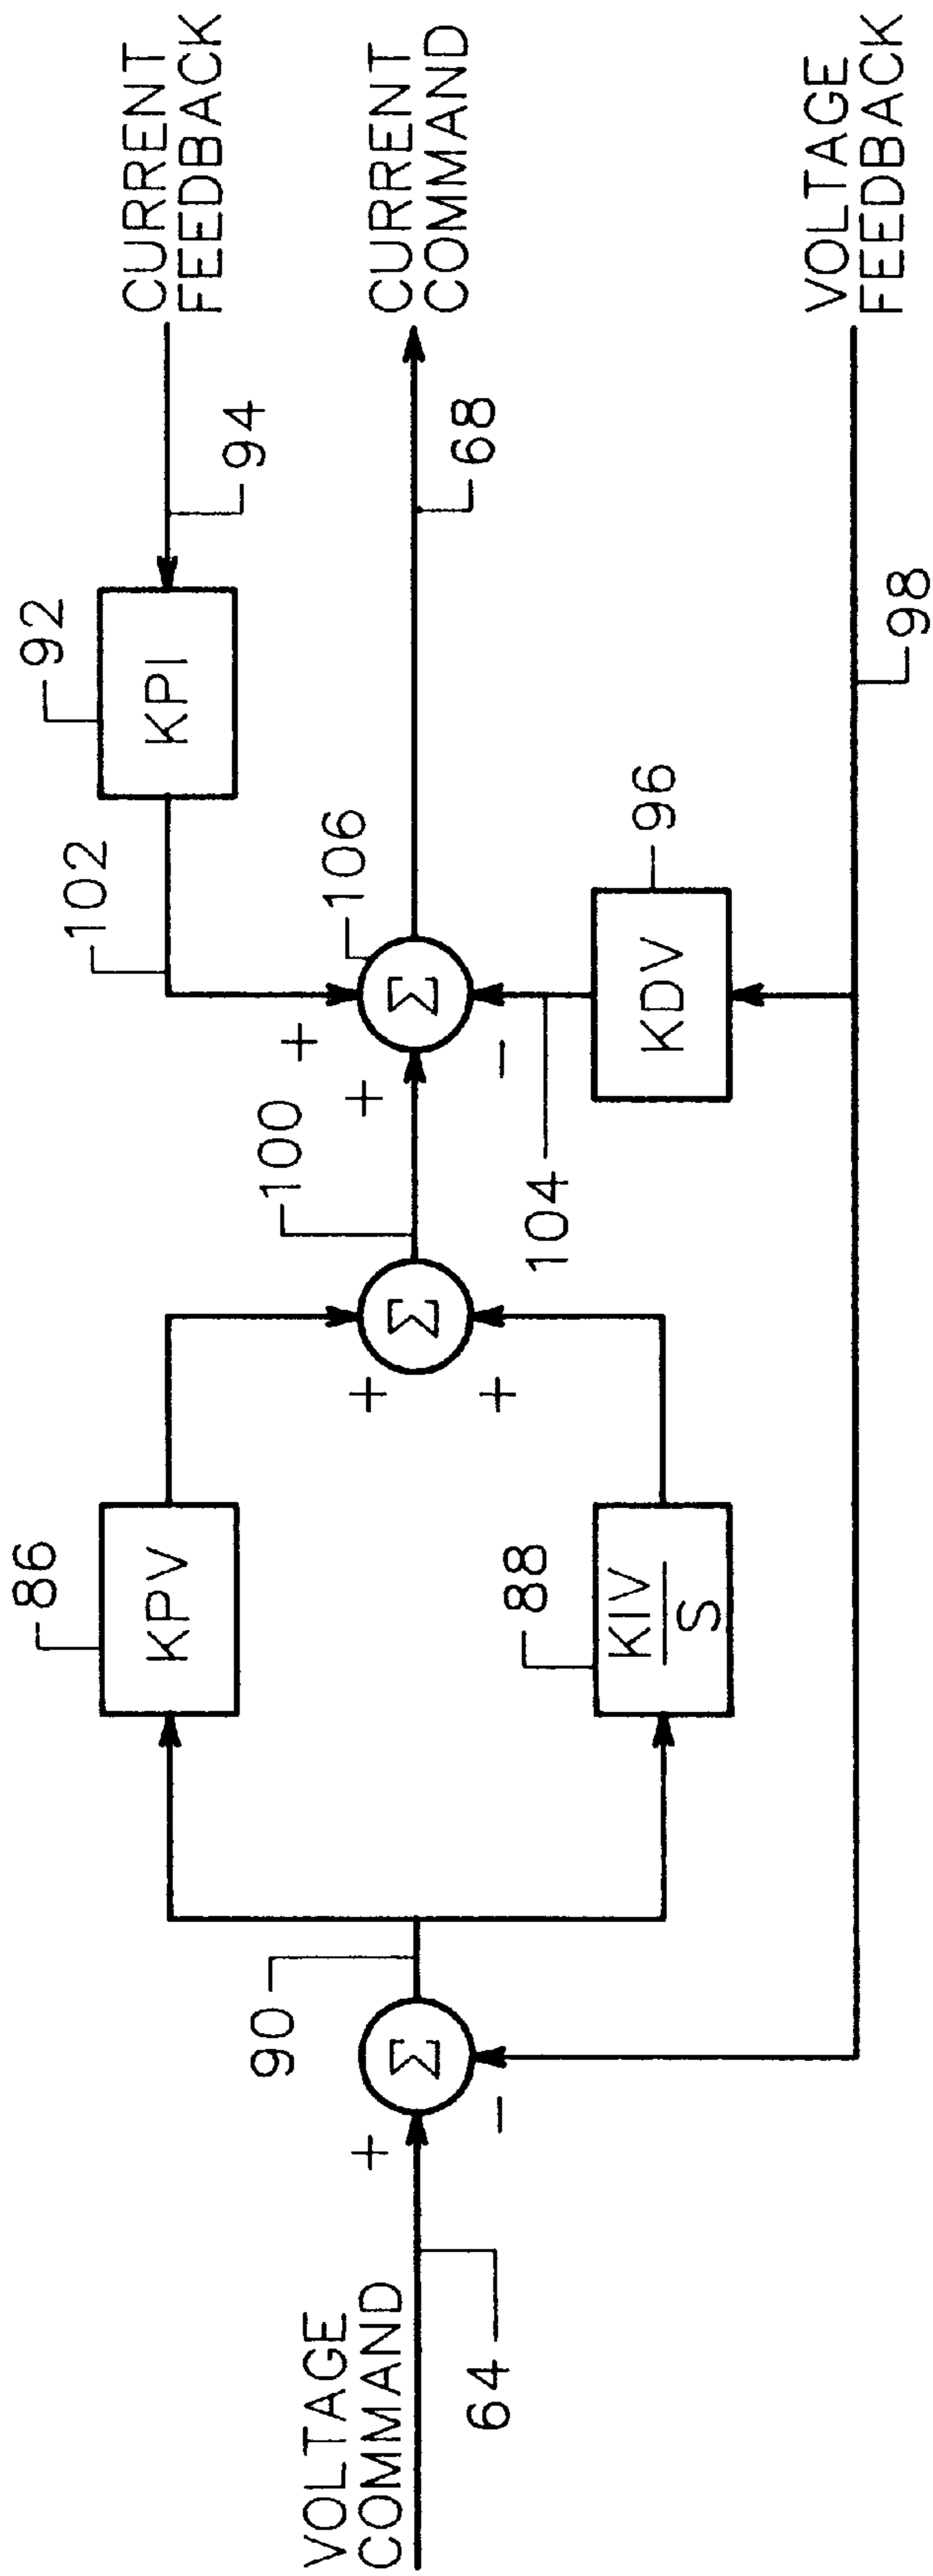 CURRENT
FEEDBACK
94
92
KPI
102
CURRENT
COMMAND
68
106
Σ
+
+
-
100
104
KDV
96
VOLTAGE
FEEDBACK
98
Σ
+
+
86
KPV
88
KIV
S
90
Σ
+
-
VOLTAGE
COMMAND
64